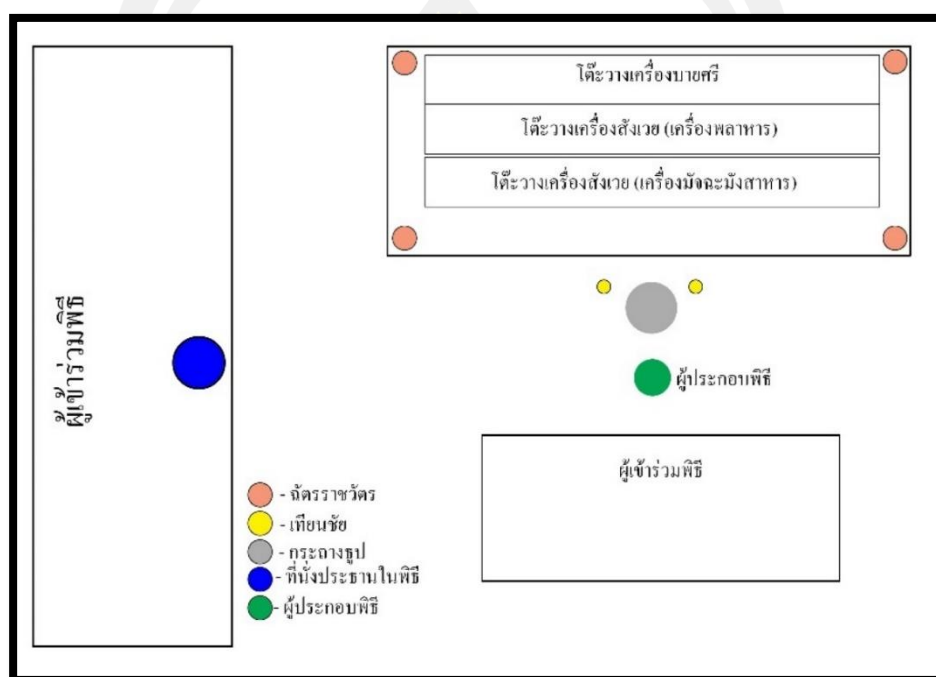 โต๊ะวางเครื่องบายศรี
โต๊ะวางเครื่องสังเวย (เครื่องพลาหาร)
โต๊ะวางเครื่องสังเวย (เครื่องมัจฉะมังสาหาร)
ผู้เข้าร่วมพิธี
ผู้ประกอบพิธี
ผู้เข้าร่วมพิธี
- ฉัตรราชวัตร
- เทียนชัย
- กระถางธูป
- ที่นั่งประธานในพิธี
- ผู้ประกอบพิธี